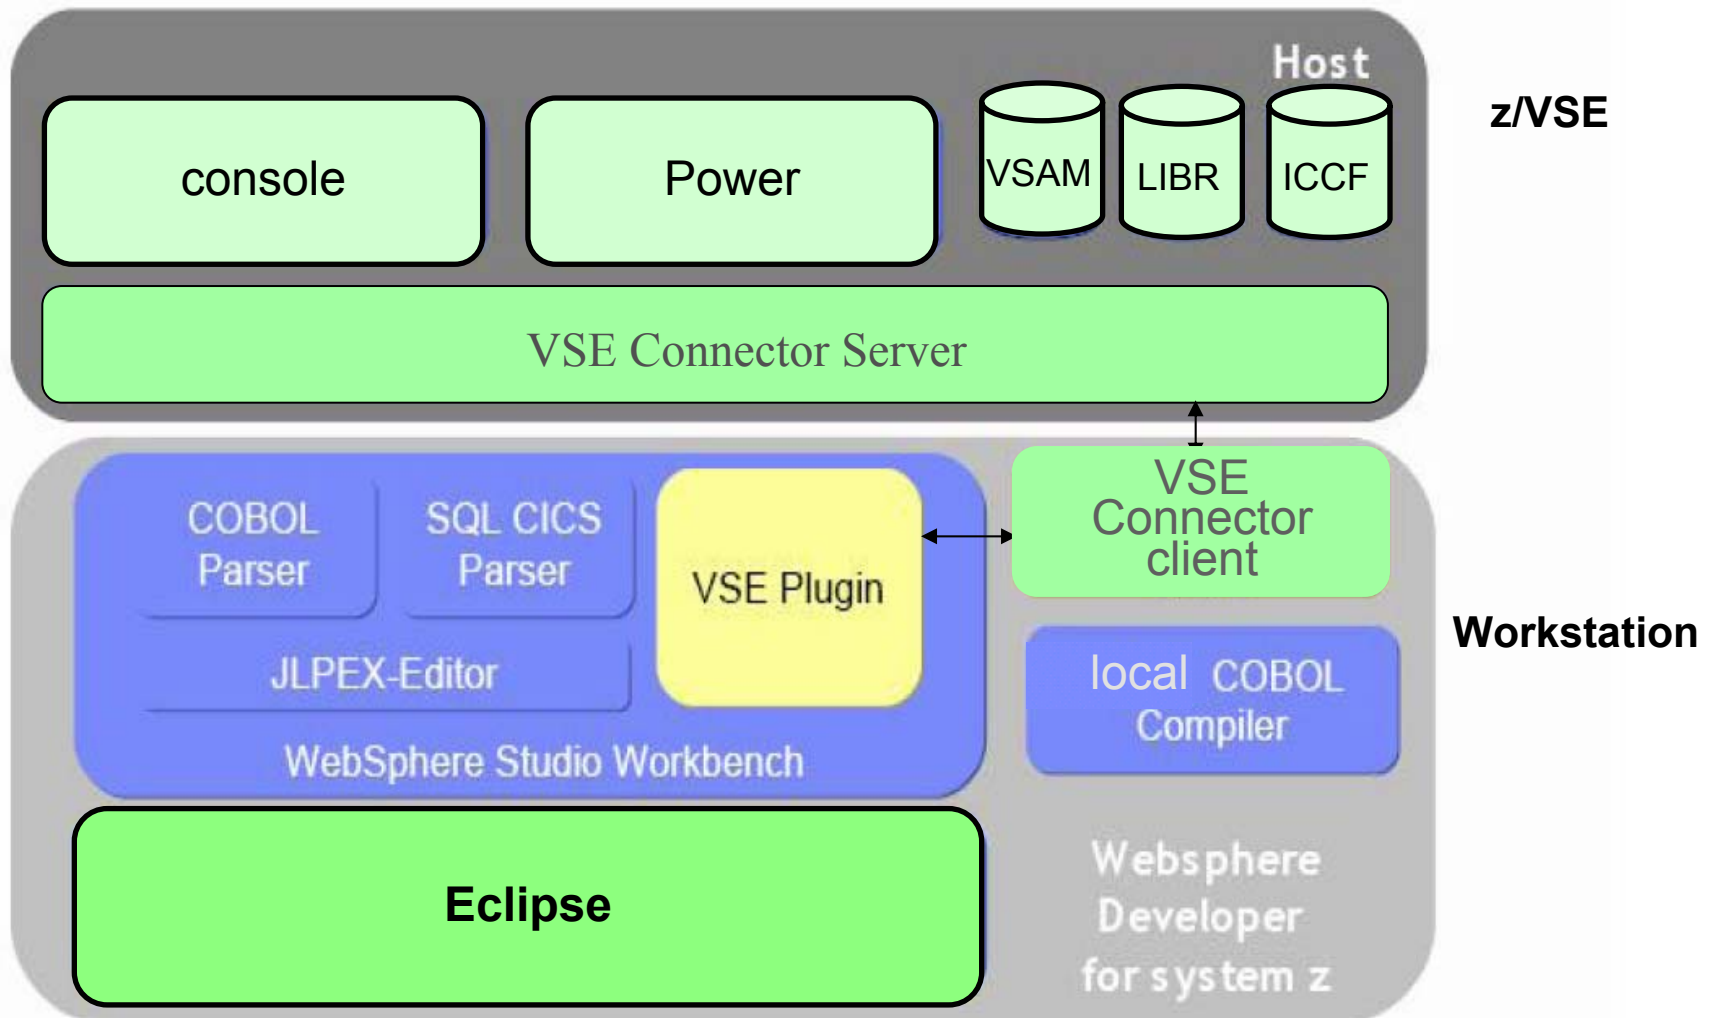 Host
z/VSE
console
Power
VSAM
LIBR
ICCF
VSE Connector Server
COBOL
Parser
SQL CICS
Parser
VSE Plugin
JLPEX-Editor
WebSphere Studio Workbench
VSE
Connector
client
Workstation
local COBOL
Compiler
Eclipse
Websphere
Developer
for system z